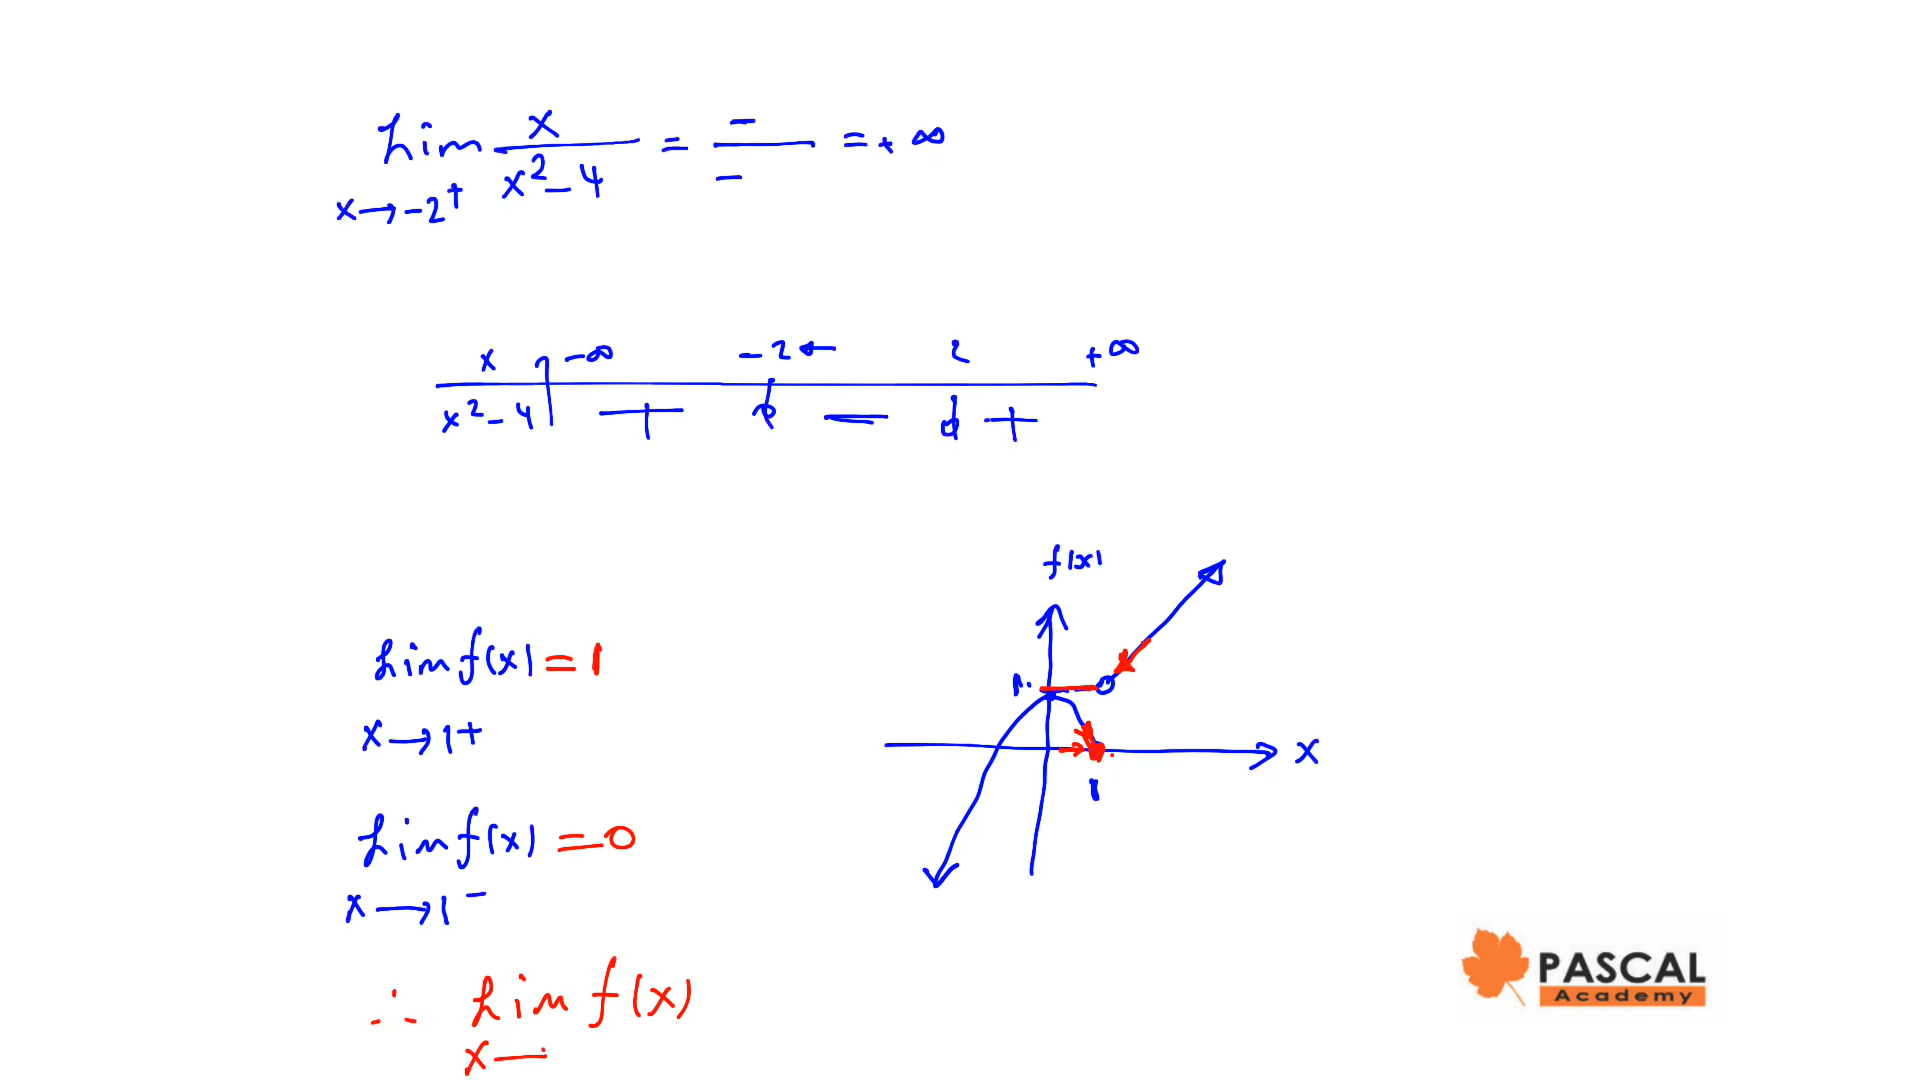 lim x/(x²-4) = -/- = +∞
x→-2⁺
x -∞ -2← 2 +∞
x²-4 + 0 - 0 +
f(x)
lim f(x) = 1
1
x→1⁺
x
1
lim f(x) = 0
x→1⁻
∴ lim f(x)
x—
PASCAL
Academy